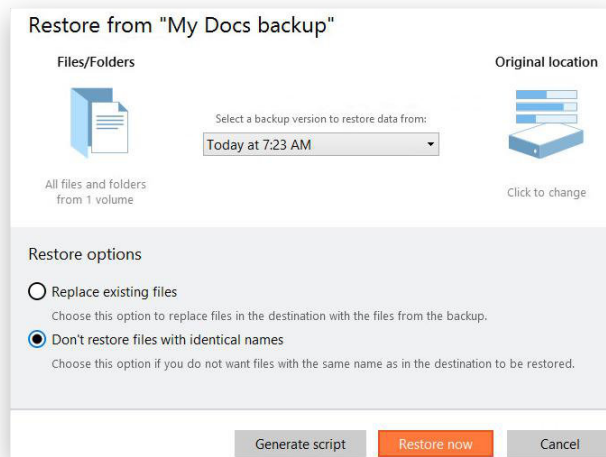 Restore from "My Docs backup"
Files/Folders
Original location
Select a backup version to restore data from:
Today at 7:23 AM
All files and folders
from 1 volume
Click to change
Restore options
Replace existing files
Choose this option to replace files in the destination with the files from the backup.
Don't restore files with identical names
Choose this option if you do not want files with the same name as in the destination to be restored.
Generate script
Restore now
Cancel